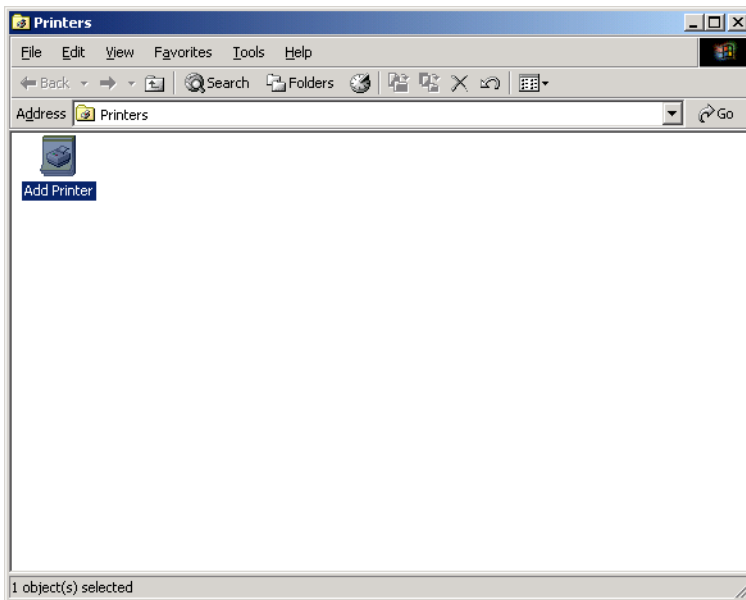 Printers
File Edit View Favorites Tools Help
Back Search Folders
Address Printers Go
Add Printer
1 object(s) selected